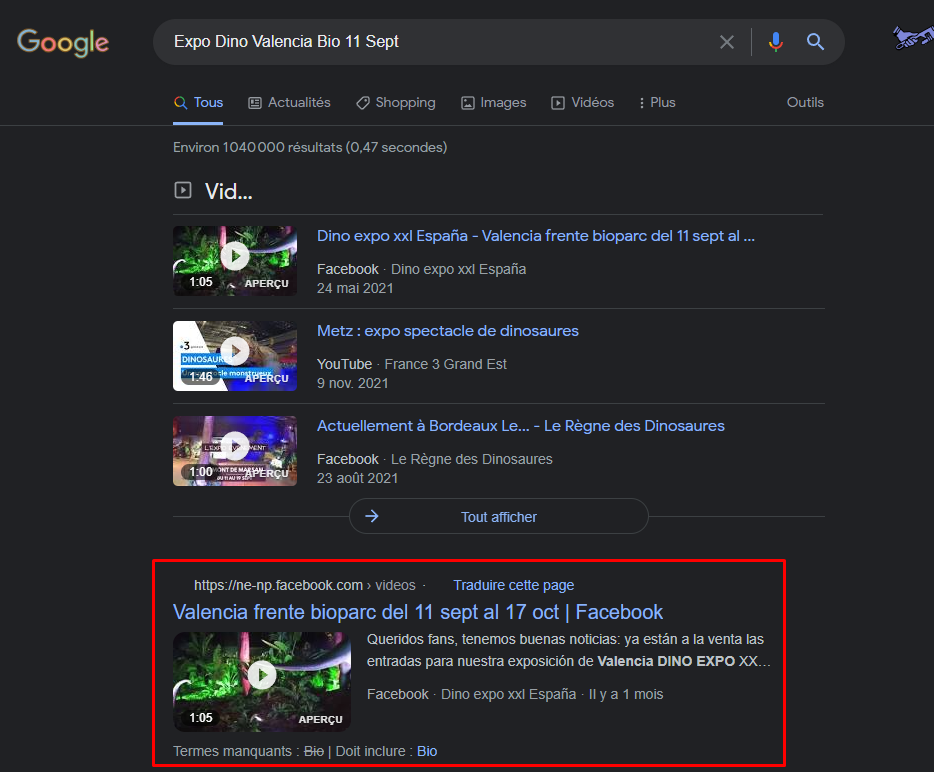 Google
Expo Dino Valencia Bio 11 Sept
Tous Actualités Shopping Images Vidéos Plus Outils
Environ 1 040 000 résultats (0,47 secondes)
Vid...
Dino expo xxl España - Valencia frente bioparc del 11 sept al ...
1:05 APERÇU
Facebook · Dino expo xxl España
24 mai 2021
Metz : expo spectacle de dinosaures
3
DINOSAURES
1:46 monstrueux APERÇU
YouTube · France 3 Grand Est
9 nov. 2021
Actuellement à Bordeaux Le... - Le Règne des Dinosaures
1:00 MONT DE MARSAN APERÇU
Facebook · Le Règne des Dinosaures
23 août 2021
Tout afficher
https://ne-np.facebook.com › videos · Traduire cette page
Valencia frente bioparc del 11 sept al 17 oct | Facebook
Queridos fans, tenemos buenas noticias: ya están a la venta las
entradas para nuestra exposición de Valencia DINO EXPO XX...
Facebook · Dino expo xxl España · Il y a 1 mois
1:05 APERÇU
Termes manquants : Bio | Doit inclure : Bio